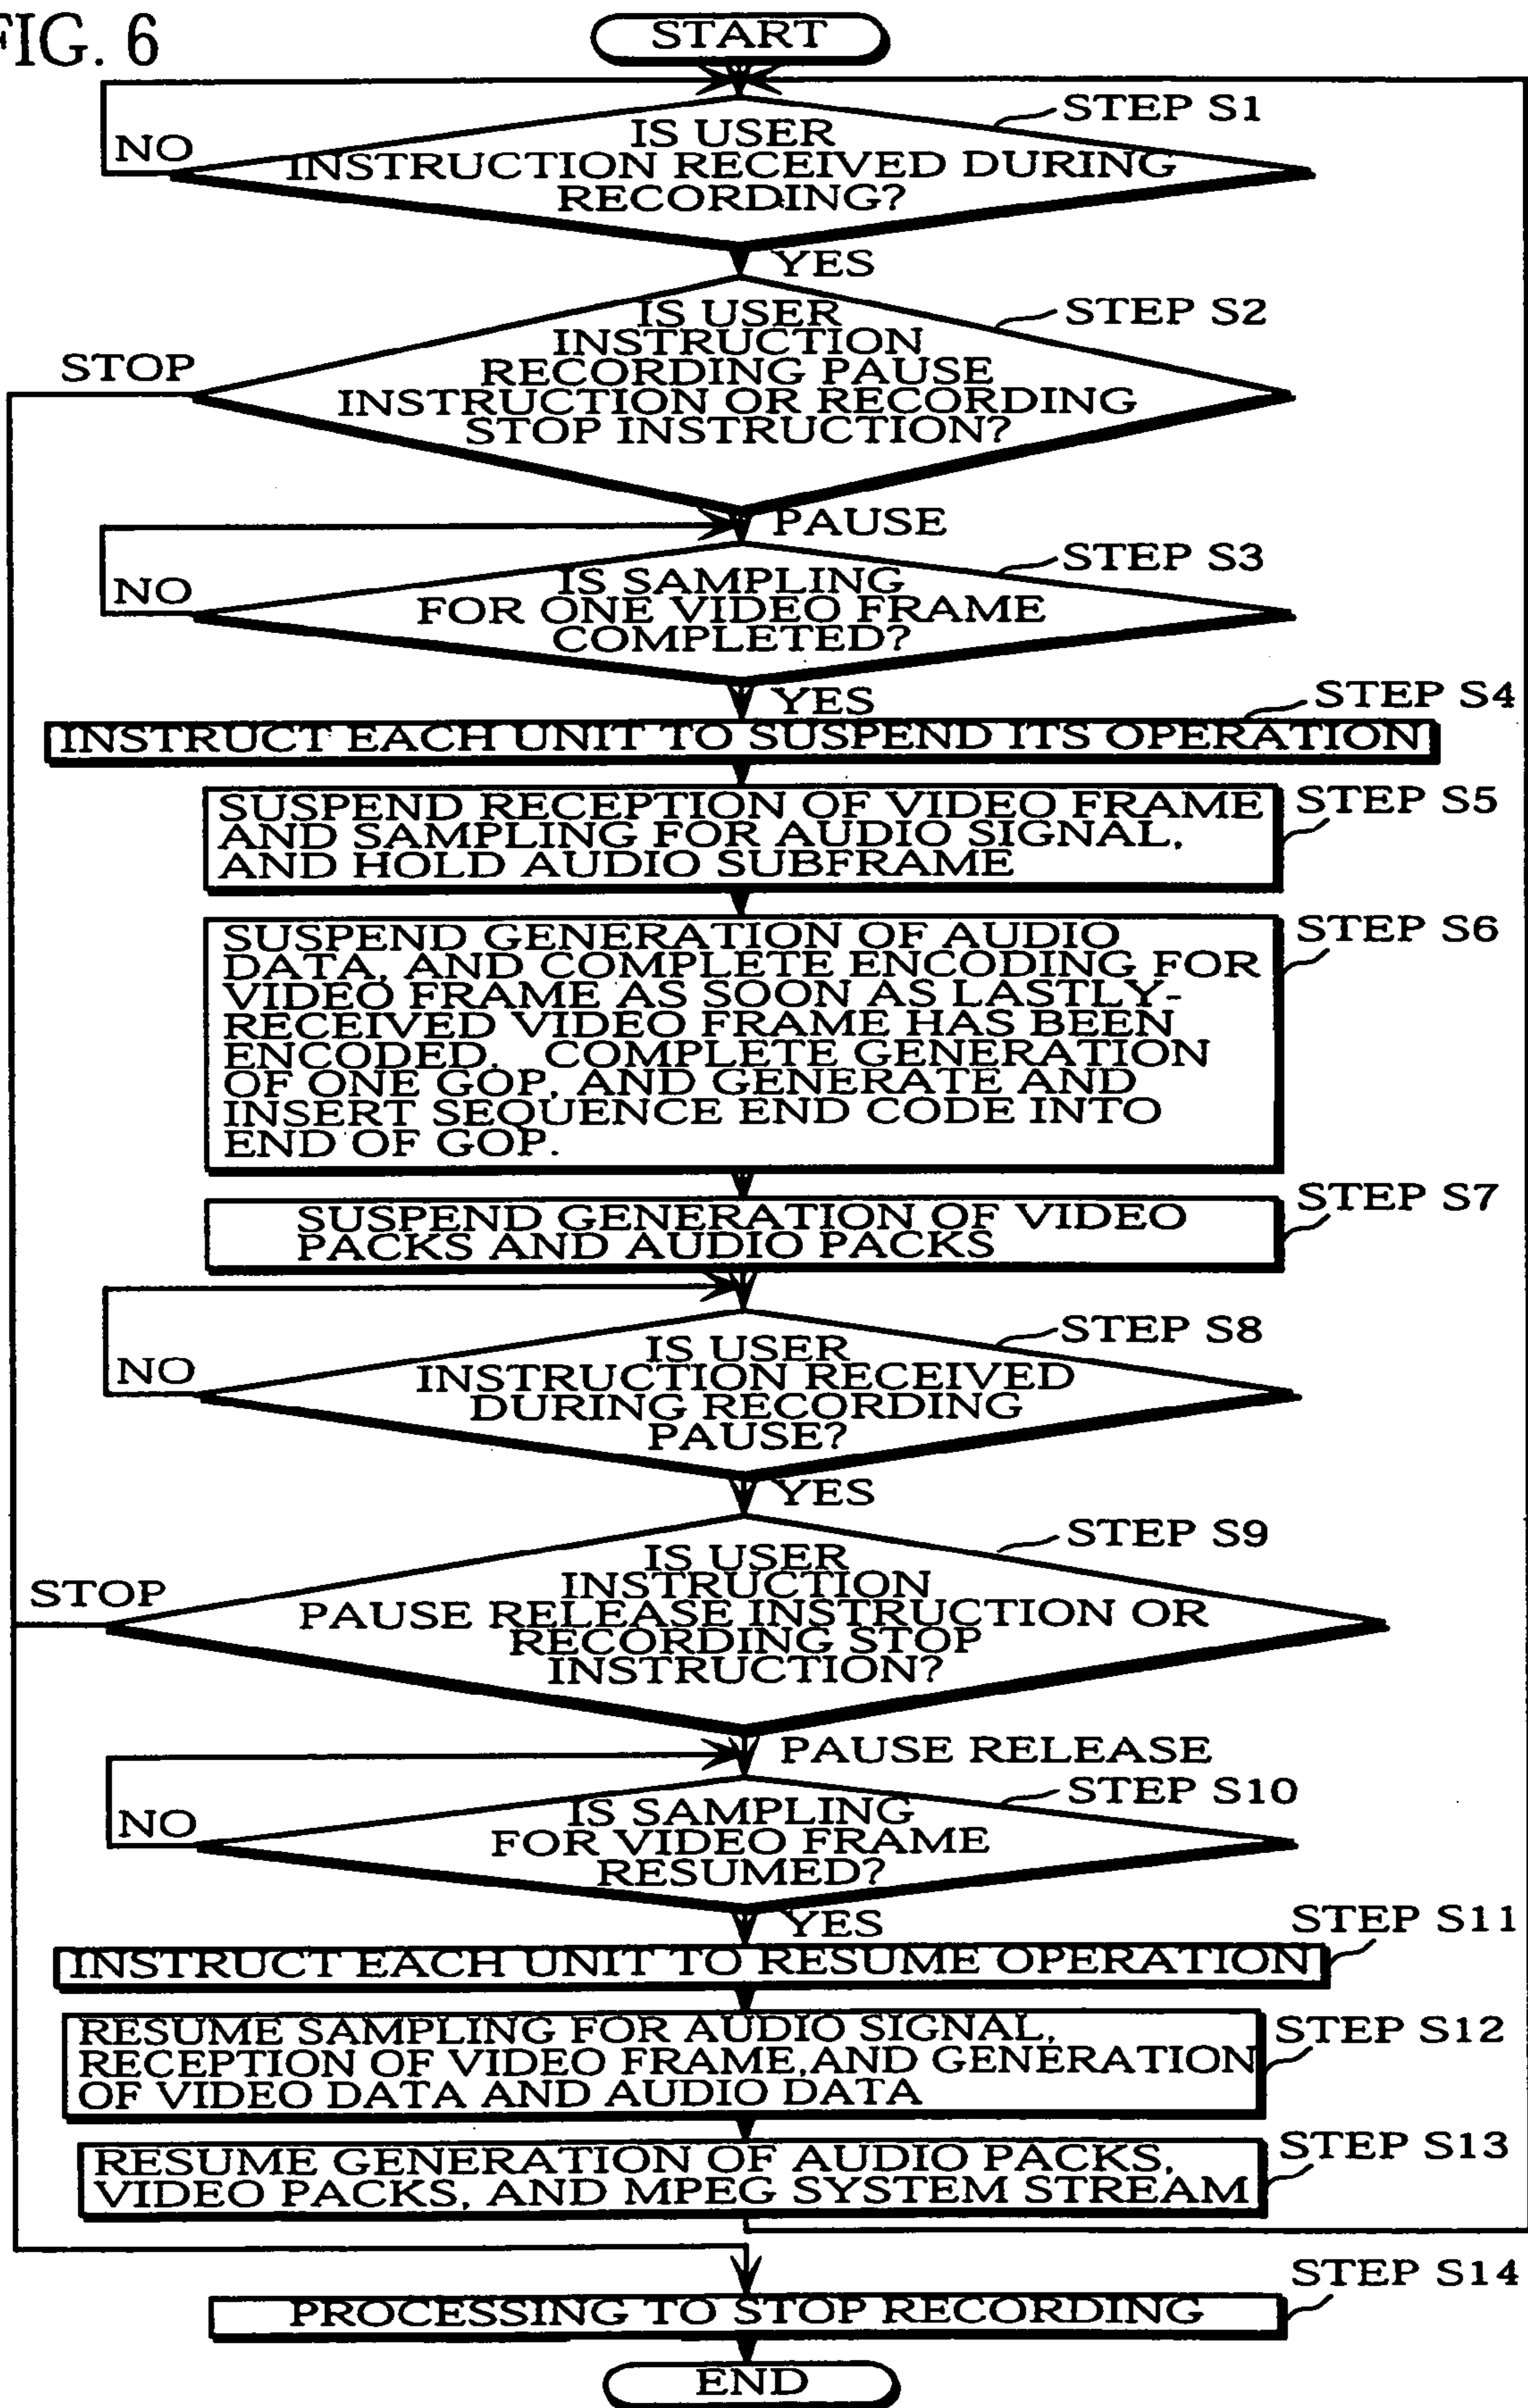 FIG. 6
START
STEP S1
NO
IS USER
INSTRUCTION RECEIVED DURING
RECORDING?
YES
STEP S2
IS USER
INSTRUCTION
RECORDING PAUSE
INSTRUCTION OR RECORDING
STOP INSTRUCTION?
STOP
PAUSE
STEP S3
NO
IS SAMPLING
FOR ONE VIDEO FRAME
COMPLETED?
YES
STEP S4
INSTRUCT EACH UNIT TO SUSPEND ITS OPERATION
STEP S5
SUSPEND RECEPTION OF VIDEO FRAME
AND SAMPLING FOR AUDIO SIGNAL,
AND HOLD AUDIO SUBFRAME
STEP S6
SUSPEND GENERATION OF AUDIO
DATA, AND COMPLETE ENCODING FOR
VIDEO FRAME AS SOON AS LASTLY-
RECEIVED VIDEO FRAME HAS BEEN
ENCODED. COMPLETE GENERATION
OF ONE GOP, AND GENERATE AND
INSERT SEQUENCE END CODE INTO
END OF GOP.
STEP S7
SUSPEND GENERATION OF VIDEO
PACKS AND AUDIO PACKS
STEP S8
NO
IS USER
INSTRUCTION RECEIVED
DURING RECORDING
PAUSE?
YES
STEP S9
IS USER
INSTRUCTION
PAUSE RELEASE INSTRUCTION OR
RECORDING STOP
INSTRUCTION?
STOP
PAUSE RELEASE
STEP S10
NO
IS SAMPLING
FOR VIDEO FRAME
RESUMED?
YES
STEP S11
INSTRUCT EACH UNIT TO RESUME OPERATION
STEP S12
RESUME SAMPLING FOR AUDIO SIGNAL,
RECEPTION OF VIDEO FRAME,AND GENERATION
OF VIDEO DATA AND AUDIO DATA
STEP S13
RESUME GENERATION OF AUDIO PACKS,
VIDEO PACKS, AND MPEG SYSTEM STREAM
STEP S14
PROCESSING TO STOP RECORDING
END